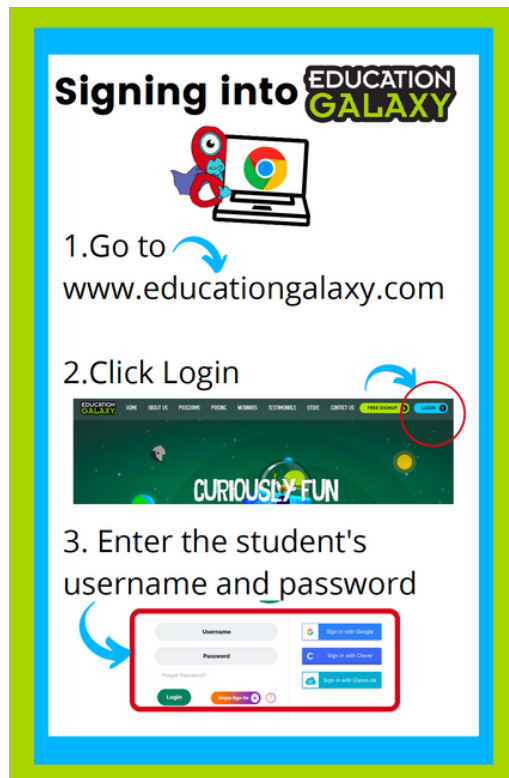 Signing into EDUCATION GALAXY
1.Go to
www.educationgalaxy.com
2.Click Login
EDUCATION GALAXY HOME ABOUT US PROGRAMS PRICING WEBINARS TESTIMONIALS STORE CONTACT US FREE SIGNUP LOGIN
CURIOUSLY FUN
3. Enter the student's
username and password
Username
Sign in with Google
Password
Sign in with Clever
Forgot Password?
Sign in with ClassLink
Login
Simple Sign On
?